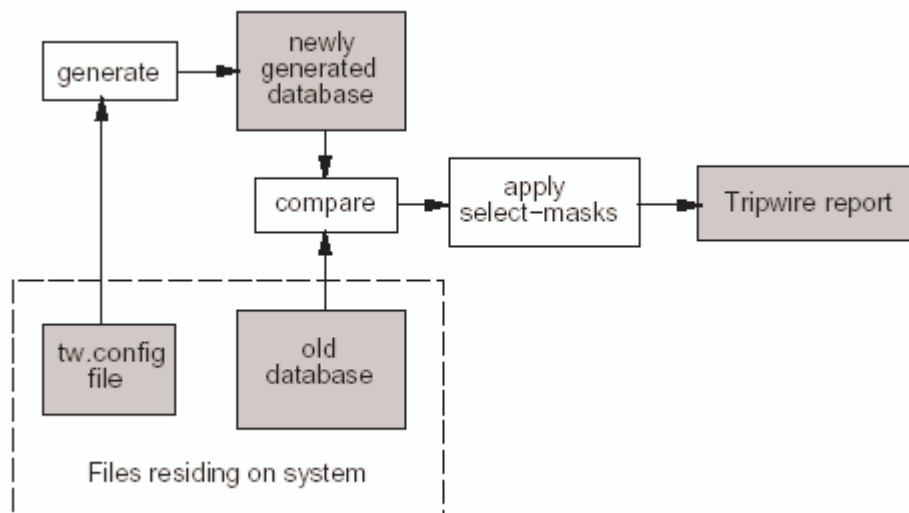 newly
generated
database
generate
compare
apply
select-masks
Tripwire report
tw.config
file
old
database
Files residing on system